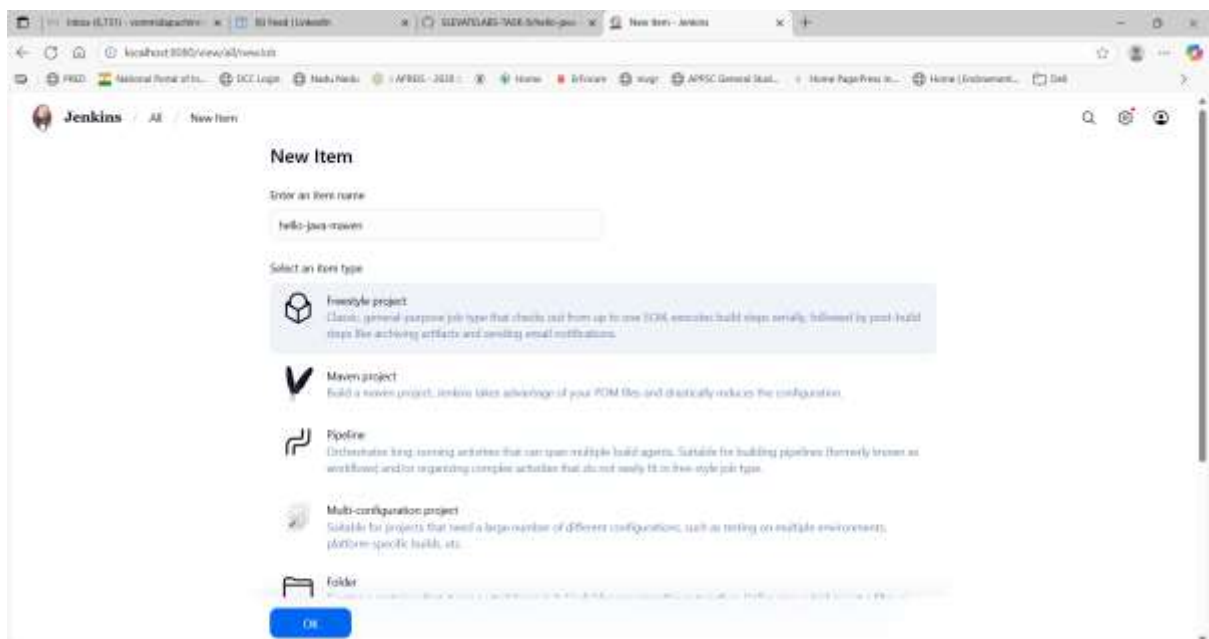 New Item - Jenkins
Jenkins / All / New Item
New Item
Enter an item name
hello-java-maven
Select an item type
Freestyle project
Classic, general-purpose job type that checks out from up to one SCM, executes build steps serially, followed by post-build
steps like archiving artifacts and sending email notifications.
Maven project
Build a maven project. Jenkins takes advantage of your POM files and drastically reduces the configuration.
Pipeline
Orchestrates long-running activities that can span multiple build agents. Suitable for building pipelines (formerly known as
workflows) and/or organizing complex activities that do not easily fit in free-style job type.
Multi-configuration project
Suitable for projects that need a large number of different configurations, such as testing on multiple environments,
platform-specific builds, etc.
Folder
OK